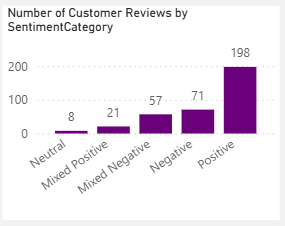 Number of Customer Reviews by
SentimentCategory
198
200
100
71
57
21
8
0
Neutral
Mixed Positive
Mixed Negative
Negative
Positive